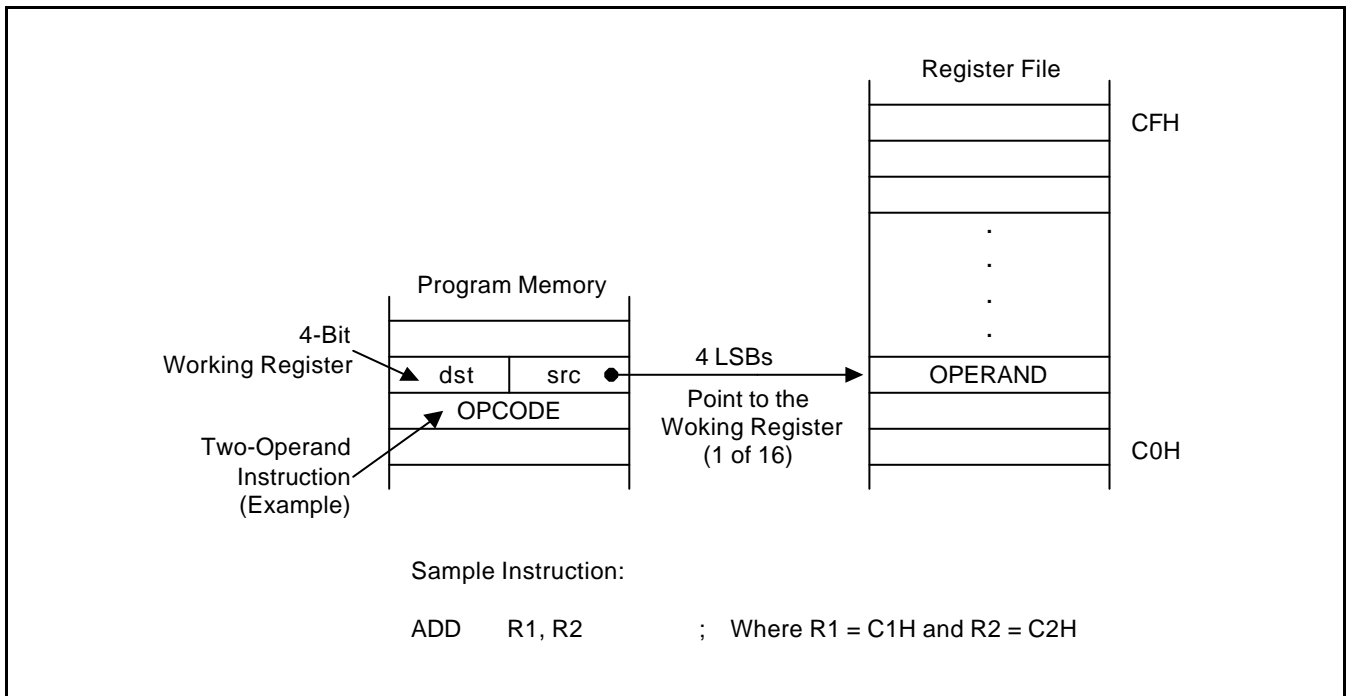 Register File
CFH
Program Memory
4-Bit
Working Register
dst
src
4 LSBs
OPERAND
OPCODE
Point to the
Woking Register
(1 of 16)
Two-Operand
Instruction
(Example)
C0H
Sample Instruction:
ADD R1, R2 ; Where R1 = C1H and R2 = C2H